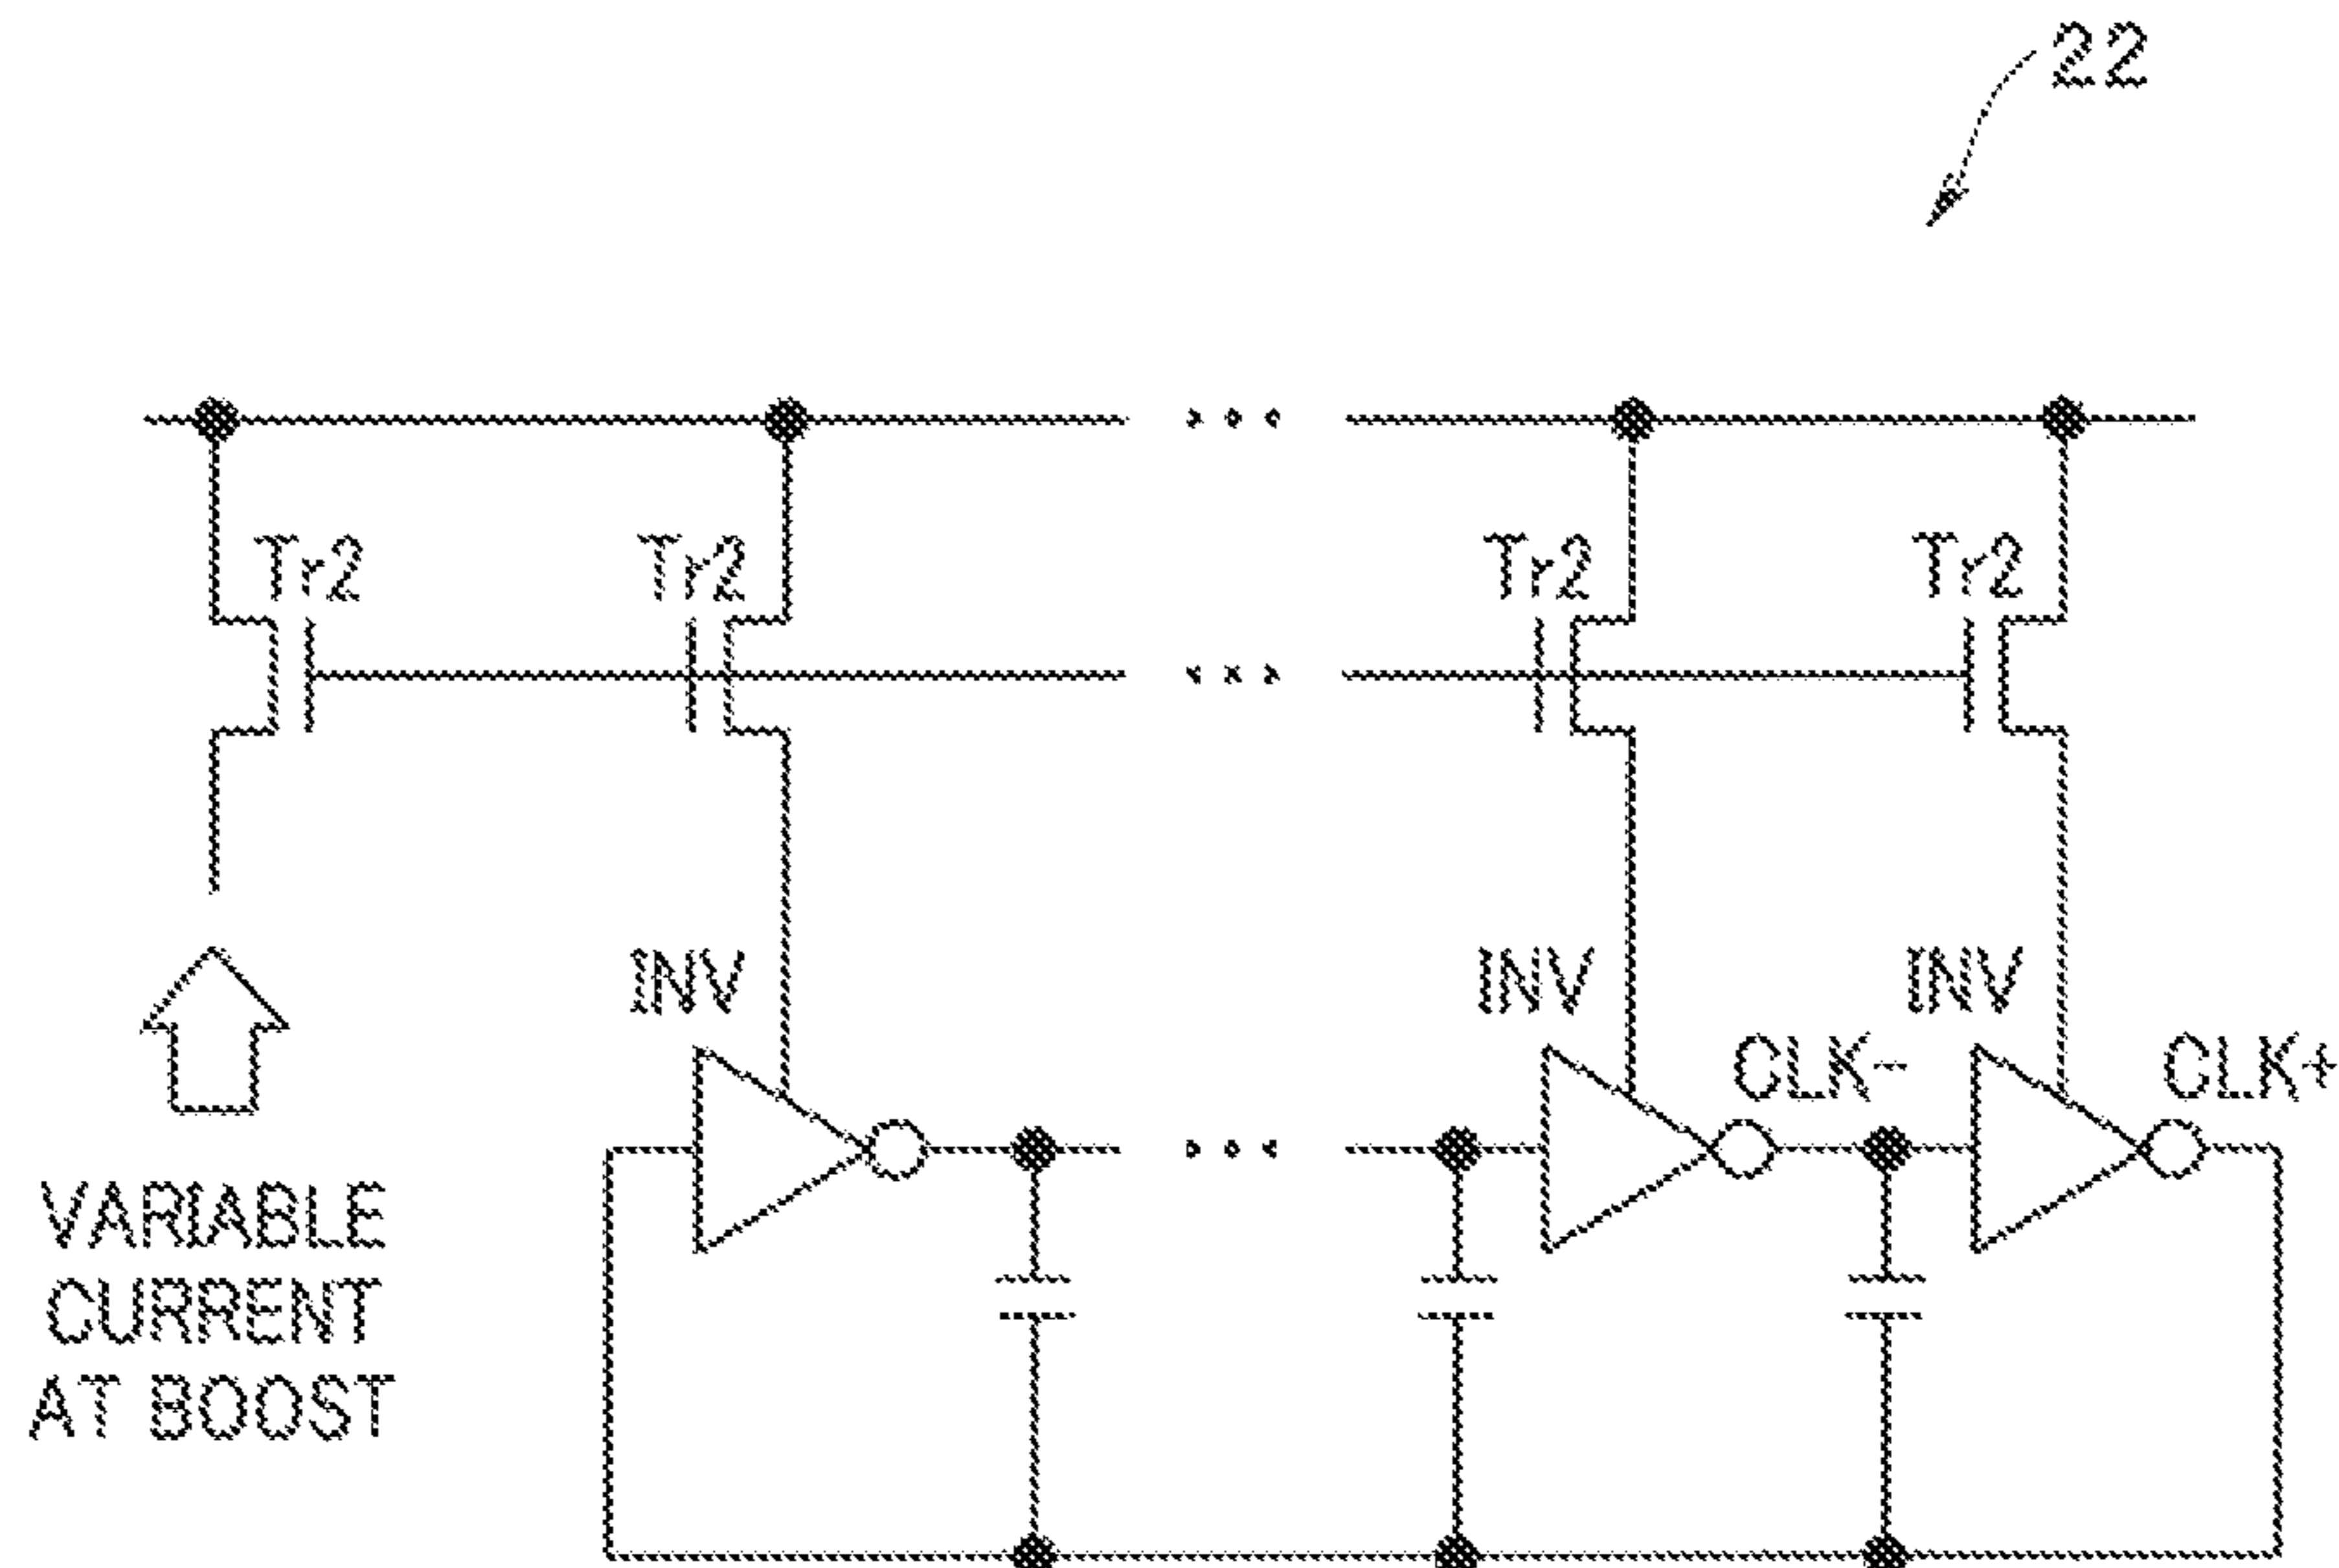 22
Tr2 Tr2 Tr2 Tr2
INV INV INV
CLK- CLK+
VARIABLE
CURRENT
AT BOOST